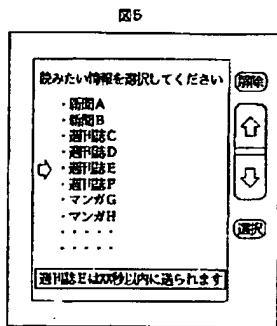 図5
読みたい情報を選択してください
・新聞A
・新聞B
・週刊誌C
・週刊誌D
・週刊誌E
・週刊誌F
・マンガG
・マンガH
・・・・・
・・・・・
週刊誌EはXX秒以内に送られます
解除
選択